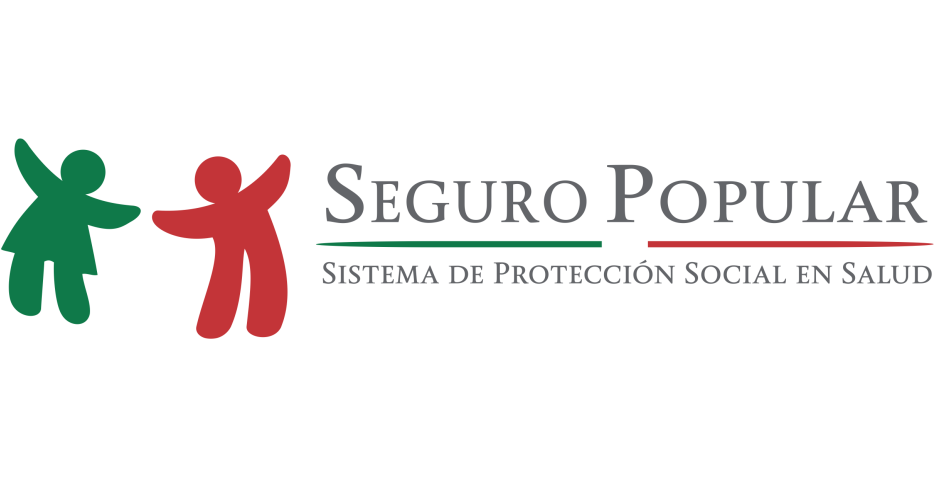 SEGURO POPULAR
SISTEMA DE PROTECCIÓN SOCIAL EN SALUD